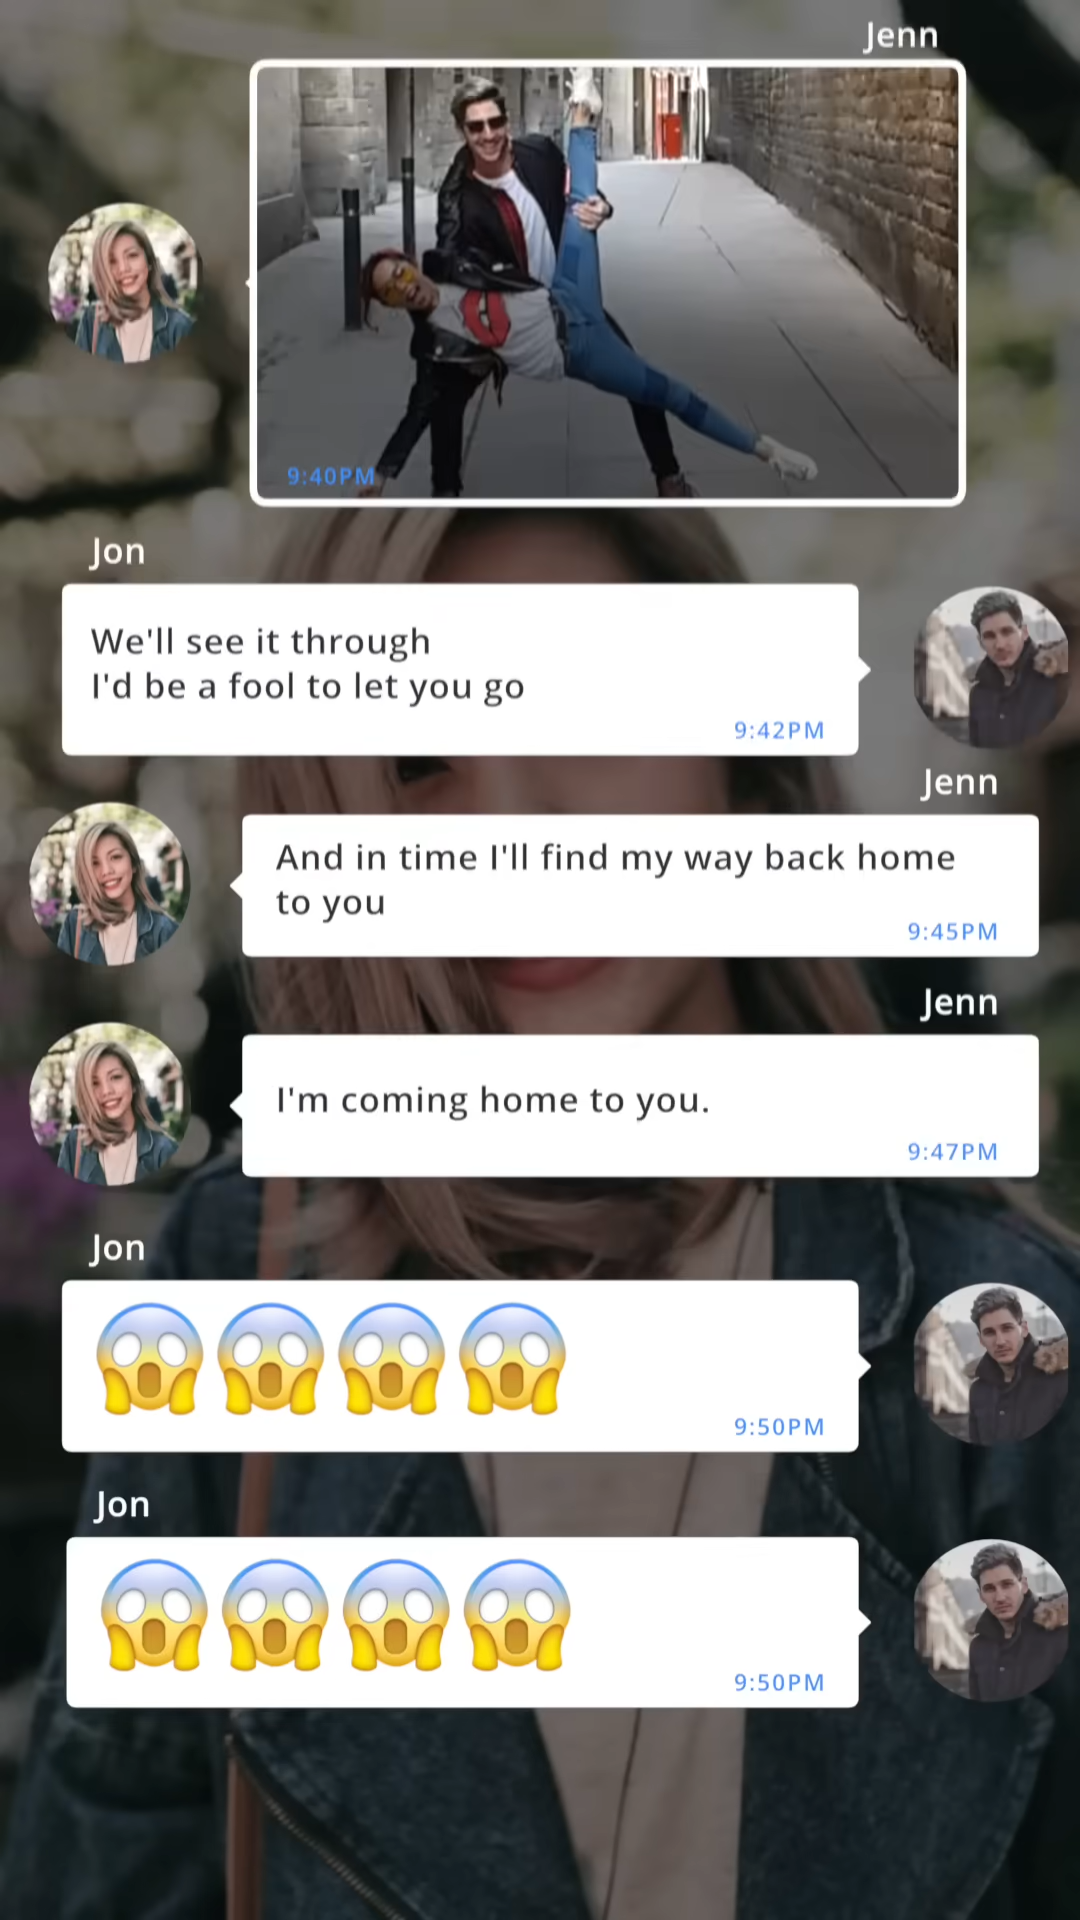 Jenn
9:40PM
Jon
We'll see it through
I'd be a fool to let you go
9:42PM
Jenn
And in time I'll find my way back home
to you
9:45PM
Jenn
I'm coming home to you.
9:47PM
Jon
😱😱😱😱
9:50PM
Jon
😱😱😱😱
9:50PM